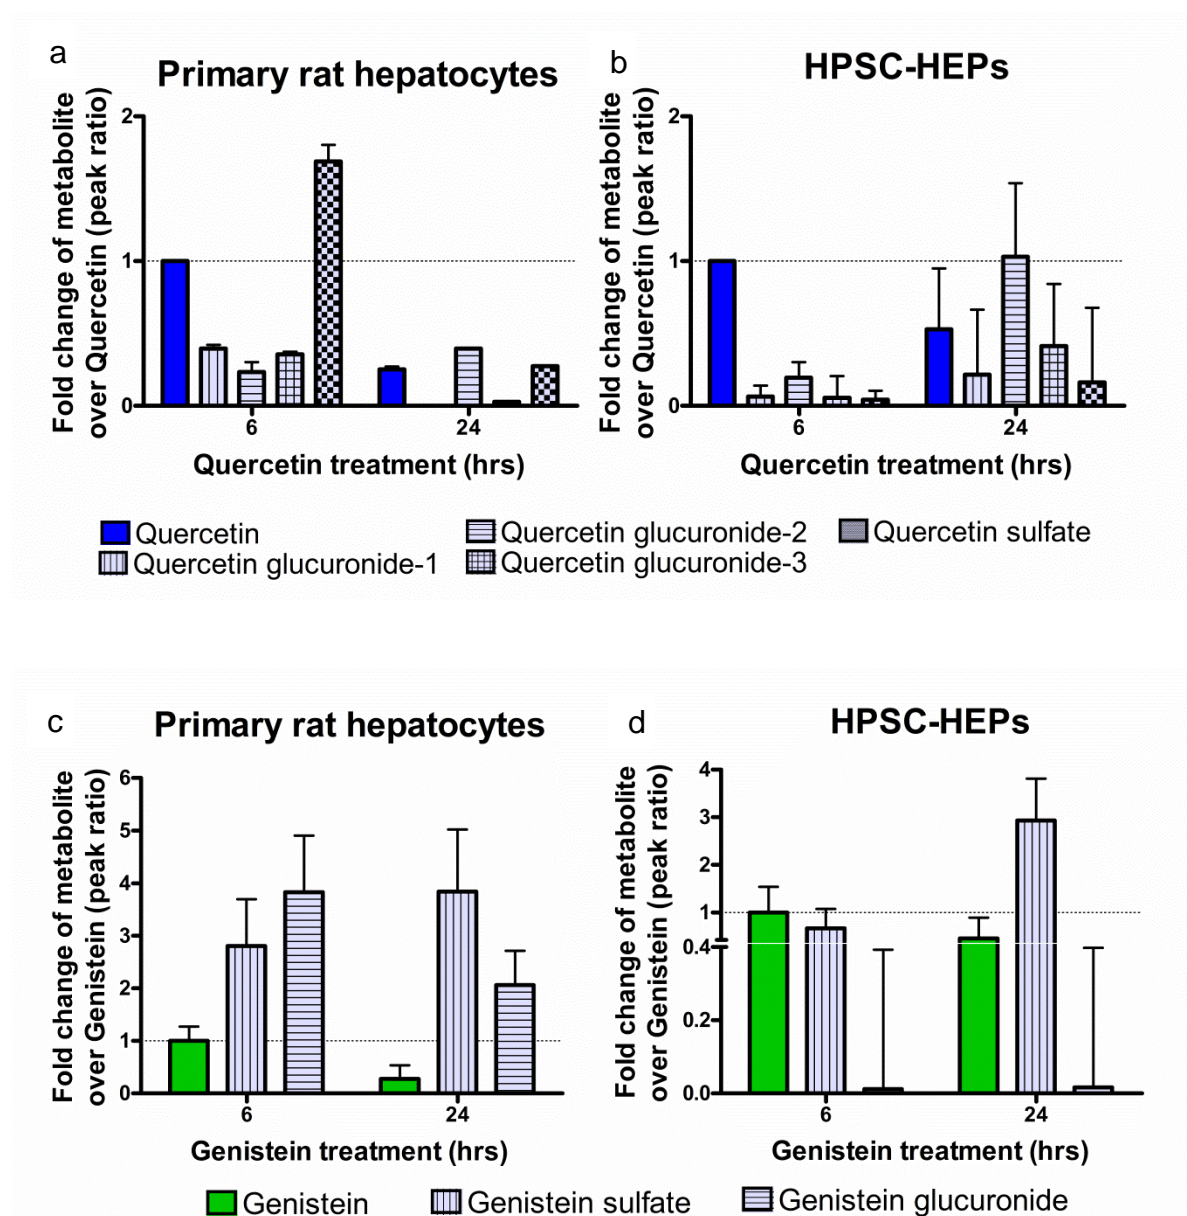 a
Primary rat hepatocytes
Fold change of metabolite
over Quercetin (peak ratio)
2
1
0
6
24
Quercetin treatment (hrs)
b
HPSC-HEPs
Fold change of metabolite
over Quercetin (peak ratio)
2
1
0
6
24
Quercetin treatment (hrs)
Quercetin
Quercetin glucuronide-2
Quercetin sulfate
Quercetin glucuronide-1
Quercetin glucuronide-3
c
Primary rat hepatocytes
Fold change of metabolite
over Genistein (peak ratio)
6
5
4
3
2
1
0
6
24
Genistein treatment (hrs)
d
HPSC-HEPs
Fold change of metabolite
over Genistein (peak ratio)
4
3
2
1
0.4
0.2
0.0
6
24
Genistein treatment (hrs)
Genistein
Genistein sulfate
Genistein glucuronide